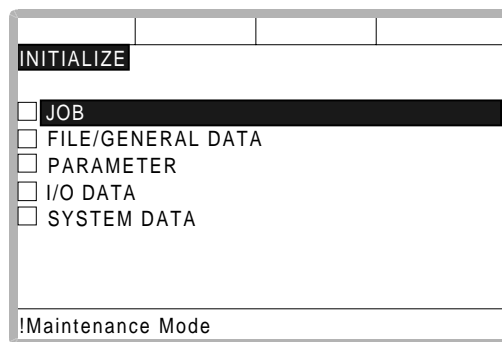 INITIALIZE
JOB
FILE/GENERAL DATA
PARAMETER
I/O DATA
SYSTEM DATA
!Maintenance Mode